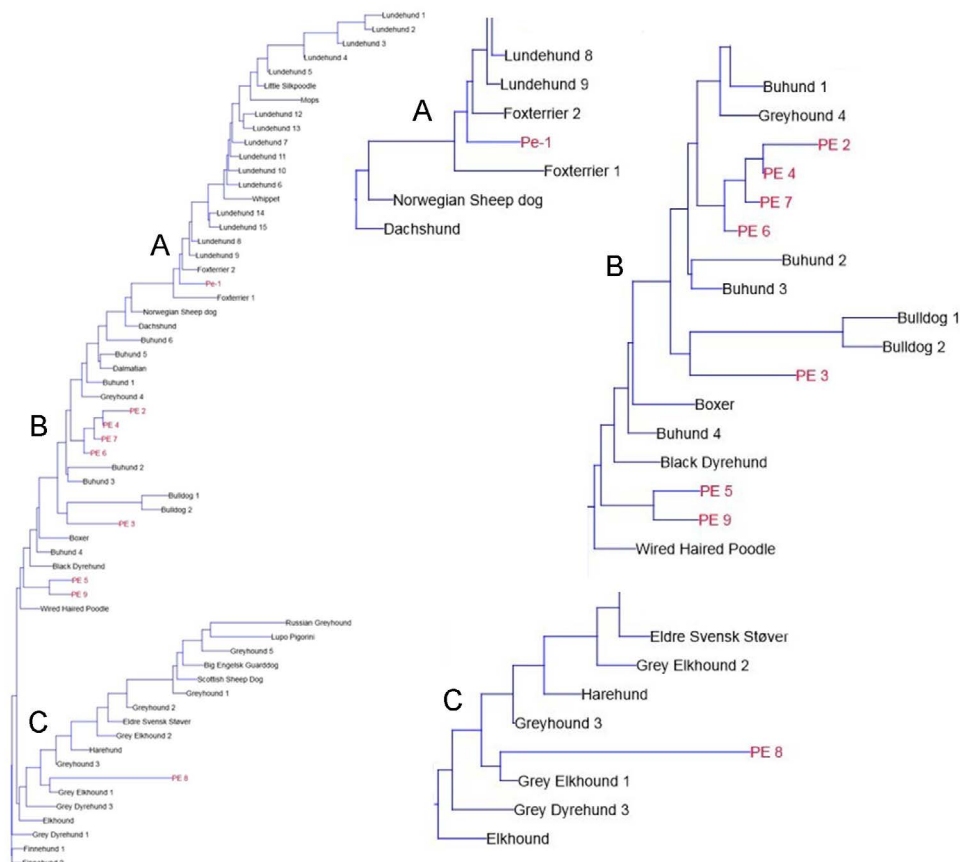 Lundehund 1
Lundehund 2
Lundehund 3
Lundehund 4
Lundehund 5
Little Silkpoodle
Mops
Lundehund 12
Lundehund 13
Lundehund 7
Lundehund 11
Lundehund 10
Lundehund 6
Whippet
Lundehund 14
Lundehund 15
A
Lundehund 8
Lundehund 9
Foxterrier 2
Pe-1
Foxterrier 1
Norwegian Sheep dog
Dachshund
Buhund 6
Buhund 5
Dalmatian
Buhund 1
Greyhound 4
B
PE 2
PE 4
PE 7
PE 6
Buhund 2
Buhund 3
Bulldog 1
Bulldog 2
PE 3
Boxer
Buhund 4
Black Dyrehund
PE 5
PE 9
Wired Haired Poodle
Russian Greyhound
Lupo Pigorini
Greyhound 5
Big Engelsk Guarddog
Scottish Sheep Dog
Greyhound 1
Greyhound 2
C
Eldre Svensk Støver
Grey Elkhound 2
Harehund
Greyhound 3
PE 8
Grey Elkhound 1
Grey Dyrehund 3
Elkhound
Grey Dyrehund 1
Finnehund 1
A
Lundehund 8
Lundehund 9
Foxterrier 2
Pe-1
Foxterrier 1
Norwegian Sheep dog
Dachshund
B
Buhund 1
Greyhound 4
PE 2
PE 4
PE 7
PE 6
Buhund 2
Buhund 3
Bulldog 1
Bulldog 2
PE 3
Boxer
Buhund 4
Black Dyrehund
PE 5
PE 9
Wired Haired Poodle
C
Eldre Svensk Støver
Grey Elkhound 2
Harehund
Greyhound 3
PE 8
Grey Elkhound 1
Grey Dyrehund 3
Elkhound